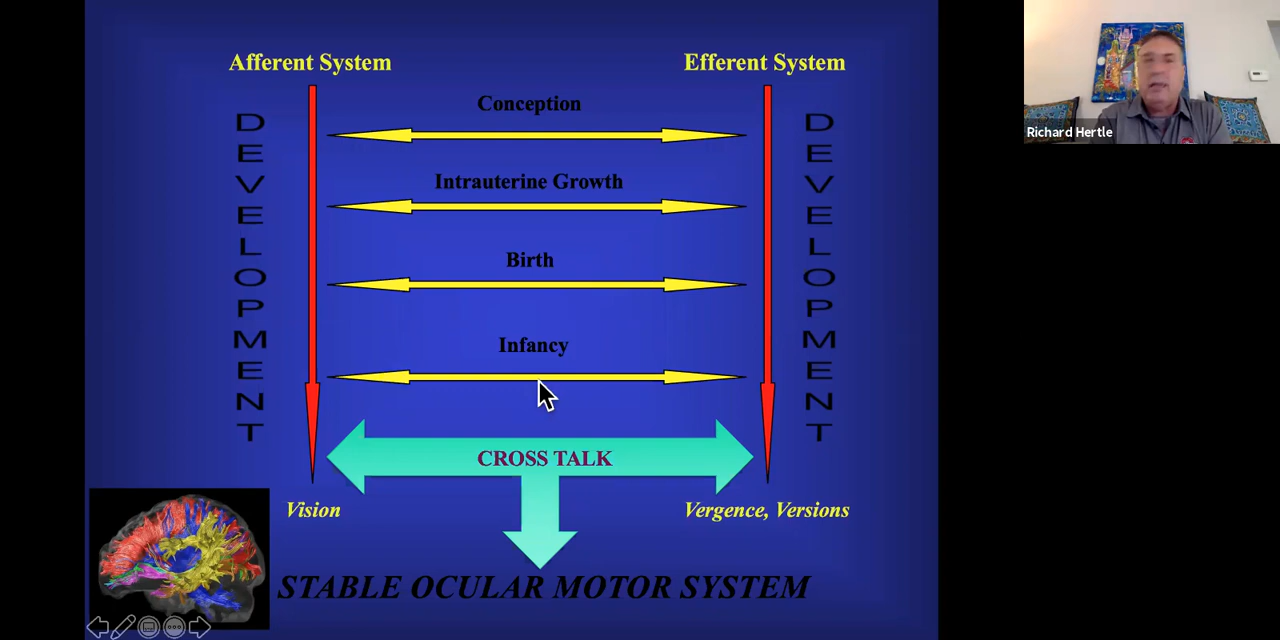 Afferent System
Efferent System
Conception
Intrauterine Growth
Birth
Infancy
DEVELOPMENT
DEVELOPMENT
CROSS TALK
Vision
Vergence, Versions
STABLE OCULAR MOTOR SYSTEM
Richard Hertle